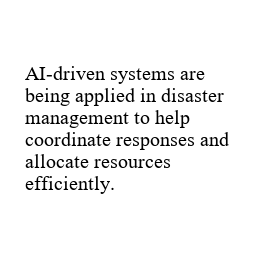 AI-driven systems are
being applied in disaster
management to help
coordinate responses and
allocate resources
efficiently.